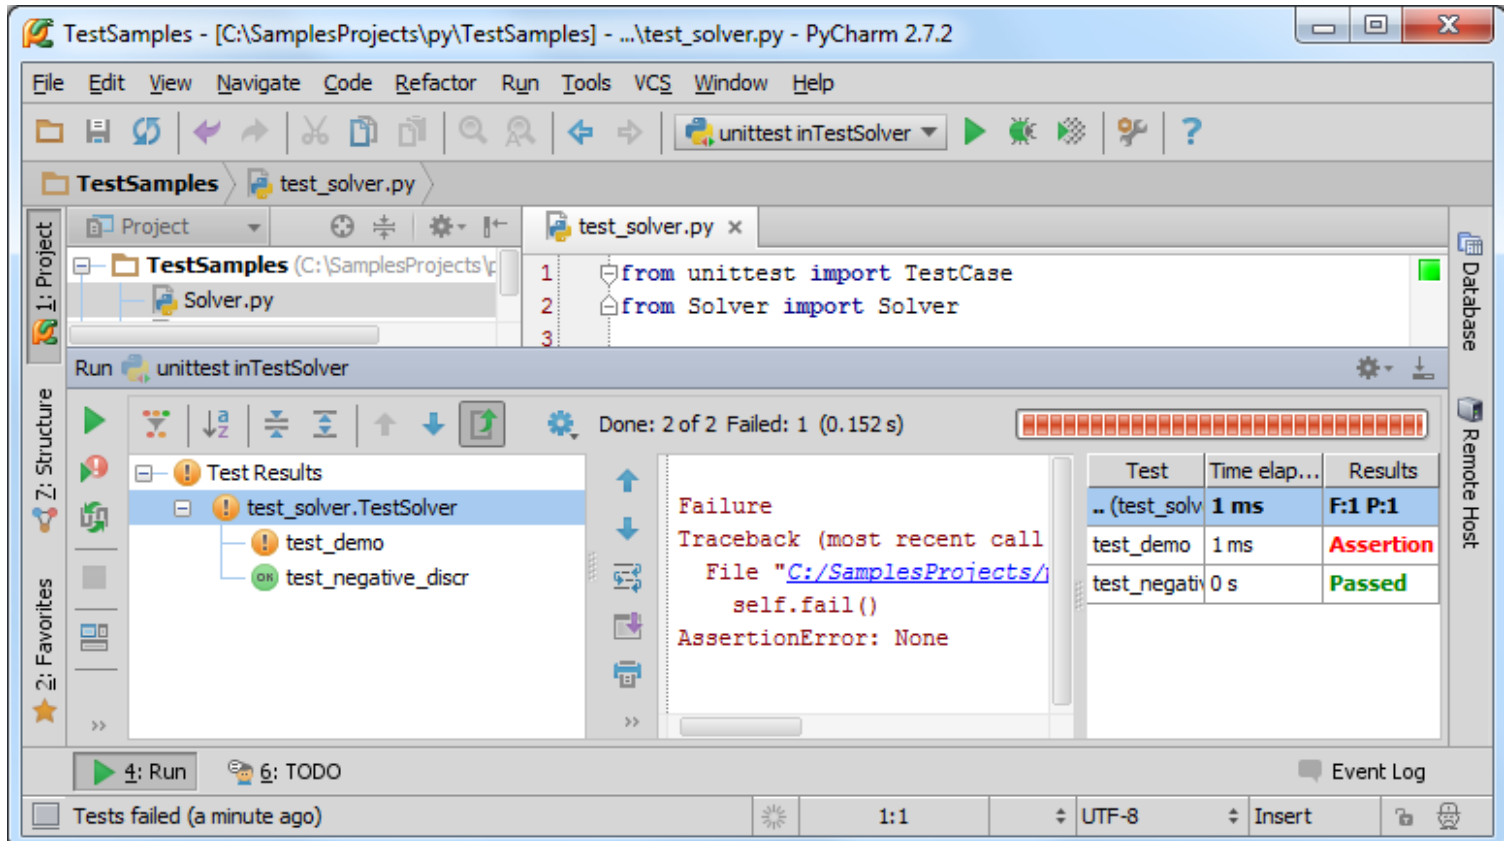 TestSamples - [C:\SamplesProjects\py\TestSamples] - ...\test_solver.py - PyCharm 2.7.2
File Edit View Navigate Code Refactor Run Tools VCS Window Help
unittest inTestSolver
TestSamples test_solver.py
1: Project
Project
test_solver.py
TestSamples (C:\SamplesProjects\
Solver.py
1 from unittest import TestCase
2 from Solver import Solver
3
Database
Run unittest inTestSolver
Z: Structure
Done: 2 of 2 Failed: 1 (0.152 s)
Test Results
test_solver.TestSolver
test_demo
OK test_negative_discr
Failure
Traceback (most recent call
File "C:/SamplesProjects/
self.fail()
AssertionError: None
Test Time elap... Results
.. (test_solv 1 ms F:1 P:1
test_demo 1 ms Assertion
test_negativ 0 s Passed
Remote Host
2: Favorites
4: Run 6: TODO Event Log
Tests failed (a minute ago) 1:1 UTF-8 Insert